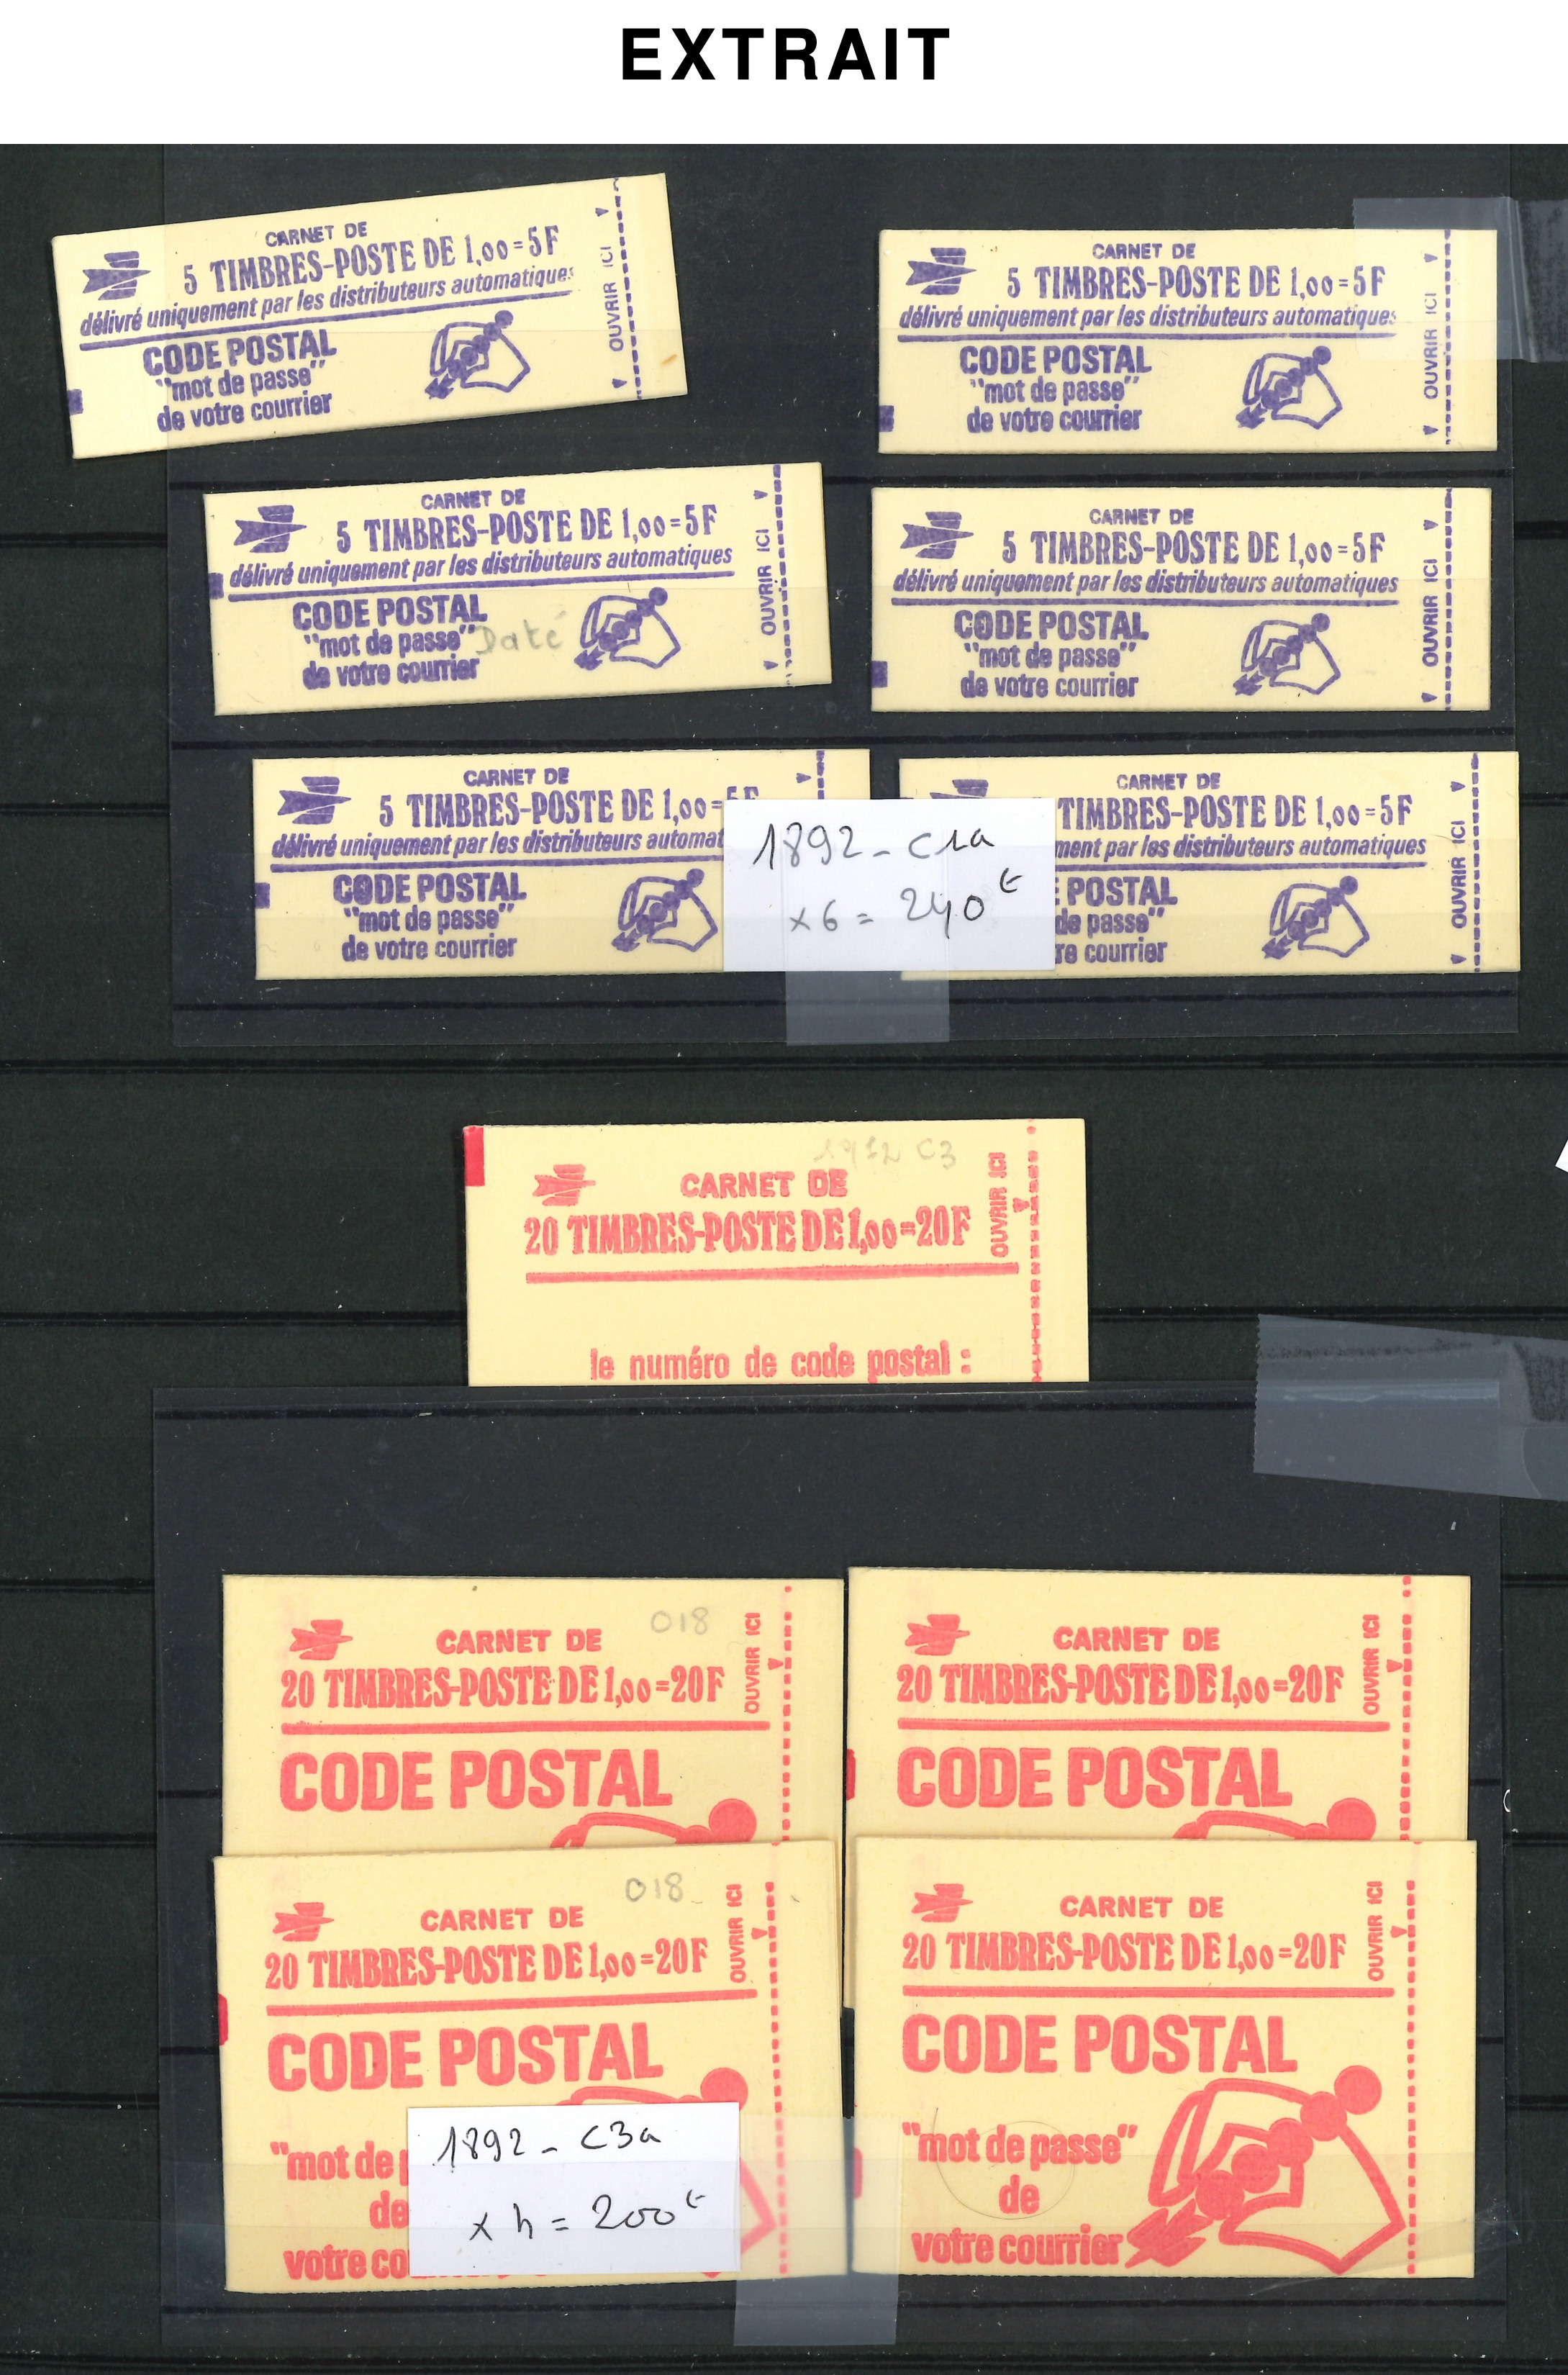 EXTRAIT
CARNET DE
5 TIMBRES-POSTE DE 1,00=5F
délivré uniquement par les distributeurs automatiques
CODE POSTAL
"mot de passe"
de votre courrier
OUVRIR ICI
CARNET DE
5 TIMBRES-POSTE DE 1,00=5F
délivré uniquement par les distributeurs automatiques
CODE POSTAL
"mot de passe"
de votre courrier
OUVRIR ICI
CARNET DE
5 TIMBRES-POSTE DE 1,00=5F
délivré uniquement par les distributeurs automatiques
CODE POSTAL
"mot de passe"
Daté
de votre courrier
OUVRIR ICI
CARNET DE
5 TIMBRES-POSTE DE 1,00=5F
délivré uniquement par les distributeurs automatiques
CODE POSTAL
"mot de passe"
de votre courrier
OUVRIR ICI
CARNET DE
5 TIMBRES-POSTE DE 1,00=5F
délivré uniquement par les distributeurs automat
CODE POSTAL
"mot de passe"
de votre courrier
1892 - C1a
x 6 = 240€
CARNET DE
TIMBRES-POSTE DE 1,00=5F
ment par les distributeurs automatiques
E POSTAL
de passe"
re courrier
OUVRIR ICI
C3
CARNET DE
20 TIMBRES-POSTE DE 1,00=20F
OUVRIR ICI
le numéro de code postal :
018
CARNET DE
20 TIMBRES-POSTE DE 1,00=20F
OUVRIR ICI
CODE POSTAL
CARNET DE
20 TIMBRES-POSTE DE 1,00=20F
OUVRIR ICI
CODE POSTAL
018
CARNET DE
20 TIMBRES-POSTE DE 1,00=20F
OUVRIR ICI
CODE POSTAL
"mot de p
de
votre co
1892 - C3a
x 4 = 200€
CARNET DE
20 TIMBRES-POSTE DE 1,00=20F
OUVRIR ICI
CODE POSTAL
"mot de passe"
de
votre courrier